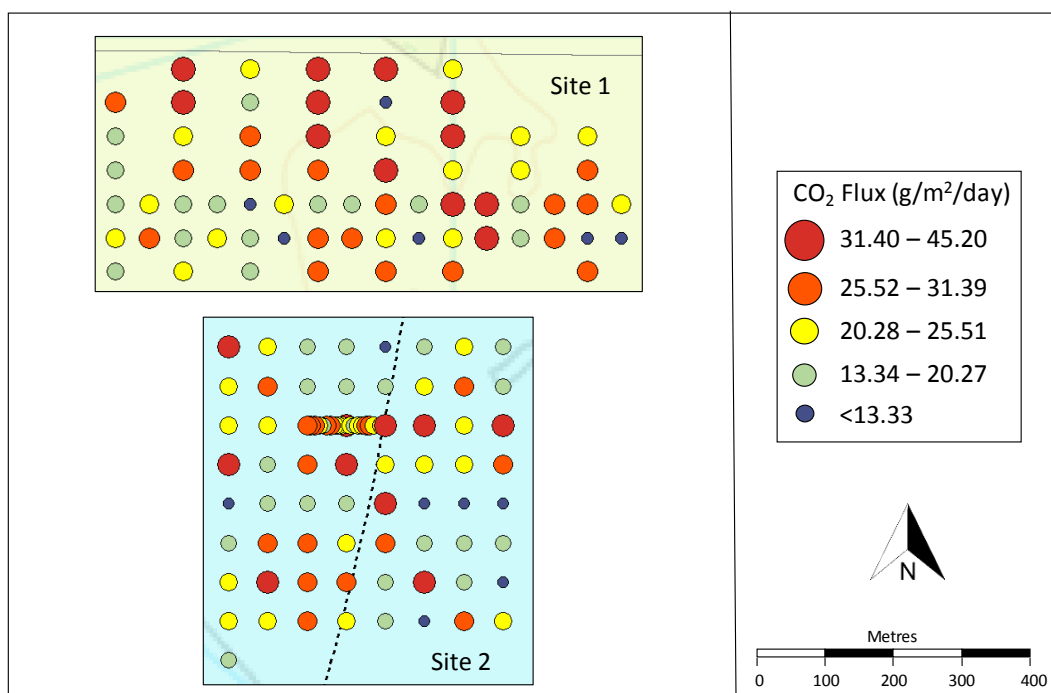 Site 1
Site 2
CO₂ Flux (g/m²/day)
31.40 – 45.20
25.52 – 31.39
20.28 – 25.51
13.34 – 20.27
<13.33
N
Metres
0 100 200 300 400